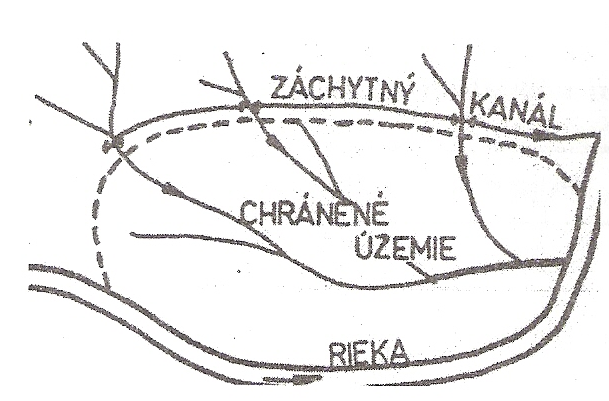 ZÁCHYTNÝ KANÁL
CHRÁNENÉ
ÚZEMIE
RIEKA